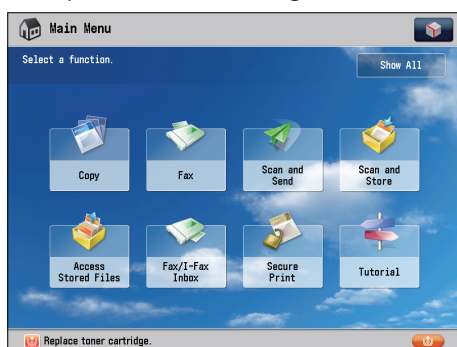 Main Menu
Select a function.
Show All
Copy
Fax
Scan and
Send
Scan and
Store
Access
Stored Files
Fax/I-Fax
Inbox
Secure
Print
Tutorial
Replace toner cartridge.